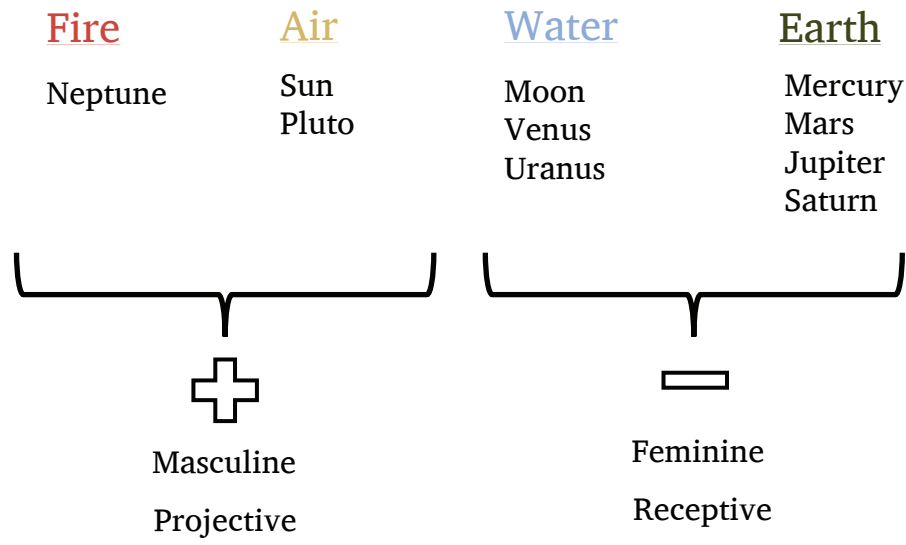 Fire
Neptune
Air
Sun
Pluto
Water
Moon
Venus
Uranus
Earth
Mercury
Mars
Jupiter
Saturn
Masculine
Projective
Feminine
Receptive